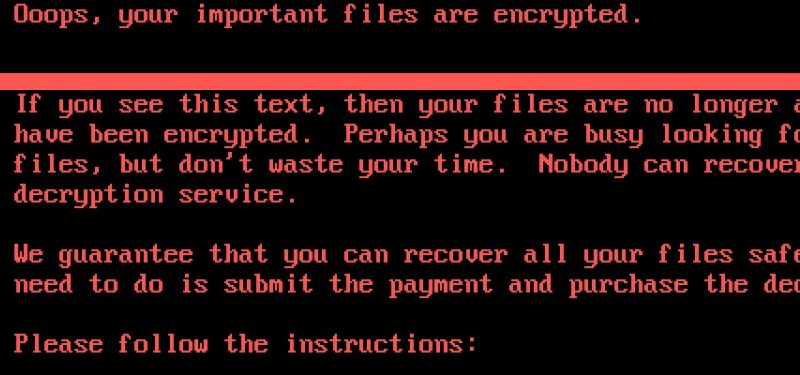 Ooops, your important files are encrypted.
If you see this text, then your files are no longer
have been encrypted.  Perhaps you are busy looking
files, but don't waste your time.  Nobody can recover
decryption service.
We guarantee that you can recover all your files
need to do is submit the payment and purchase the
Please follow the instructions: